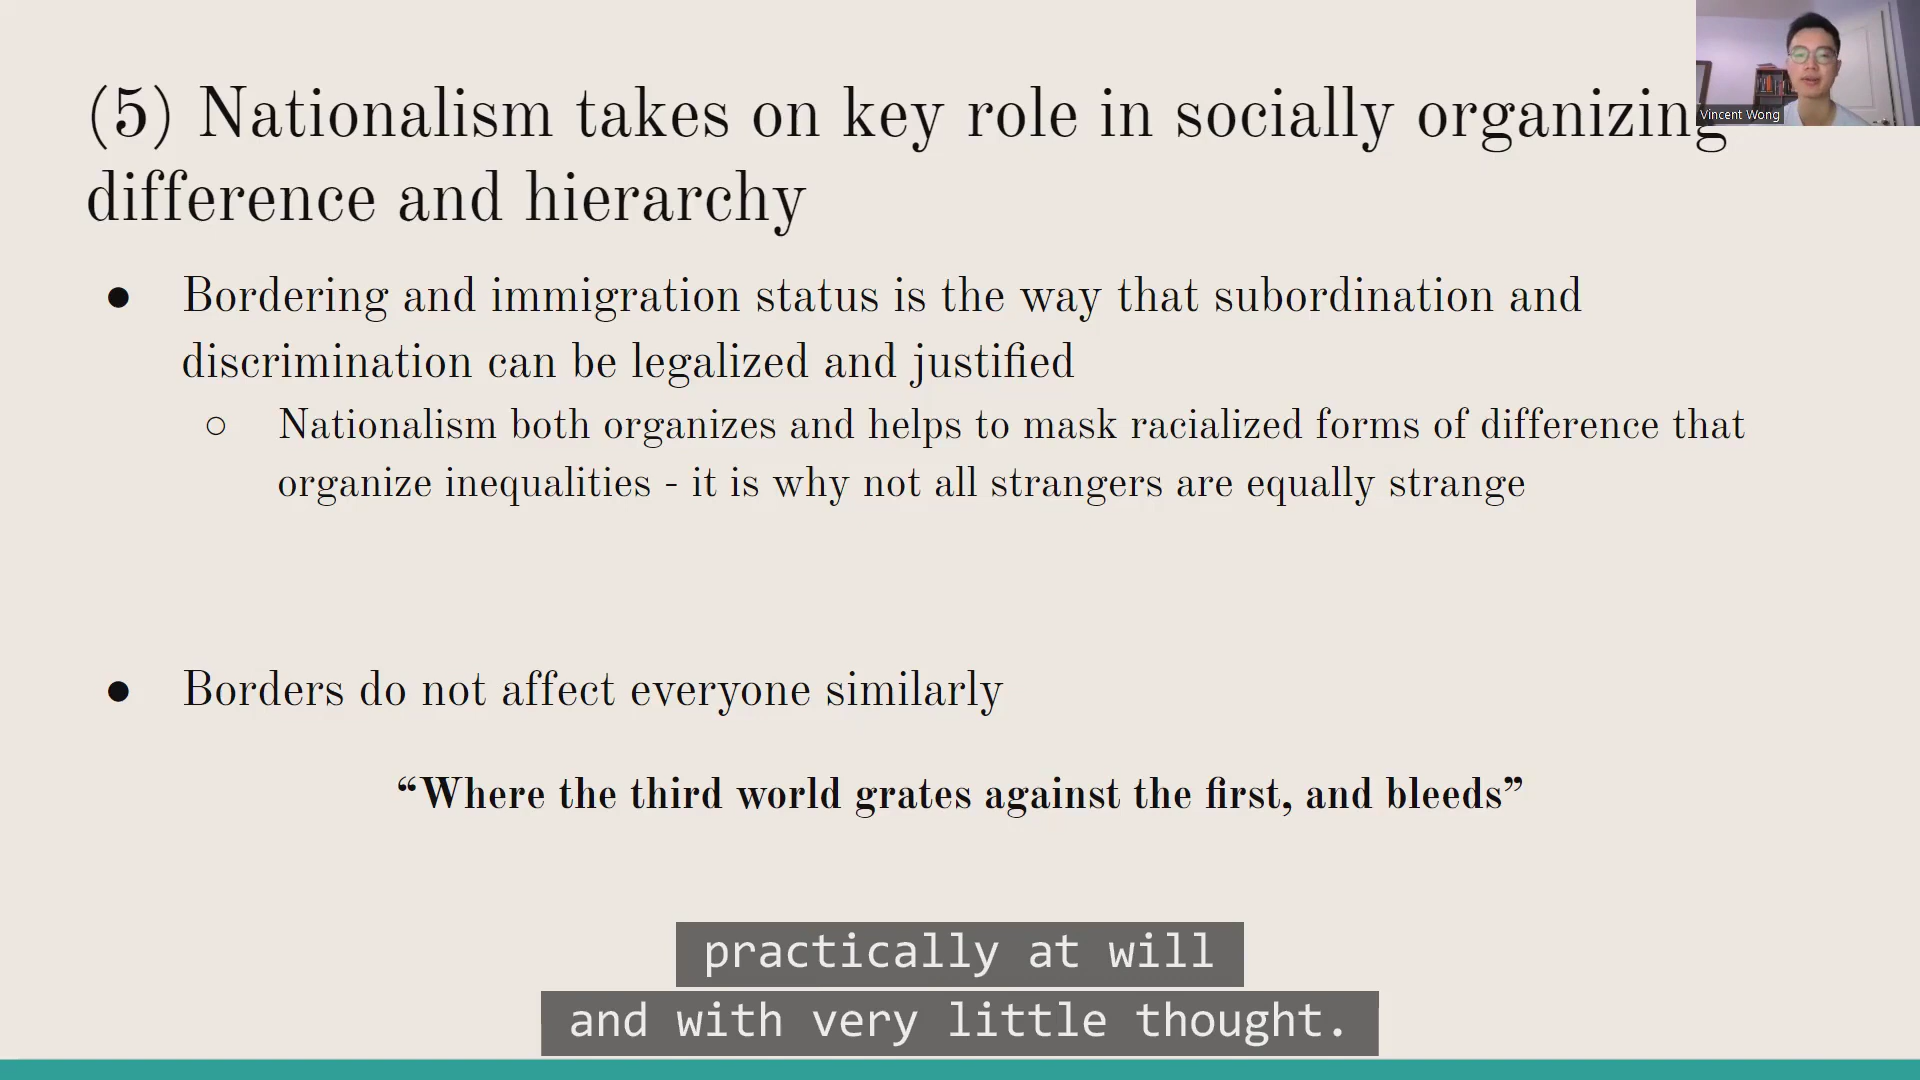 (5) Nationalism takes on key role in socially organizing
difference and hierarchy
Vincent Wong
● Bordering and immigration status is the way that subordination and
discrimination can be legalized and justified
○ Nationalism both organizes and helps to mask racialized forms of difference that
organize inequalities - it is why not all strangers are equally strange
● Borders do not affect everyone similarly
“Where the third world grates against the first, and bleeds”
practically at will
and with very little thought.